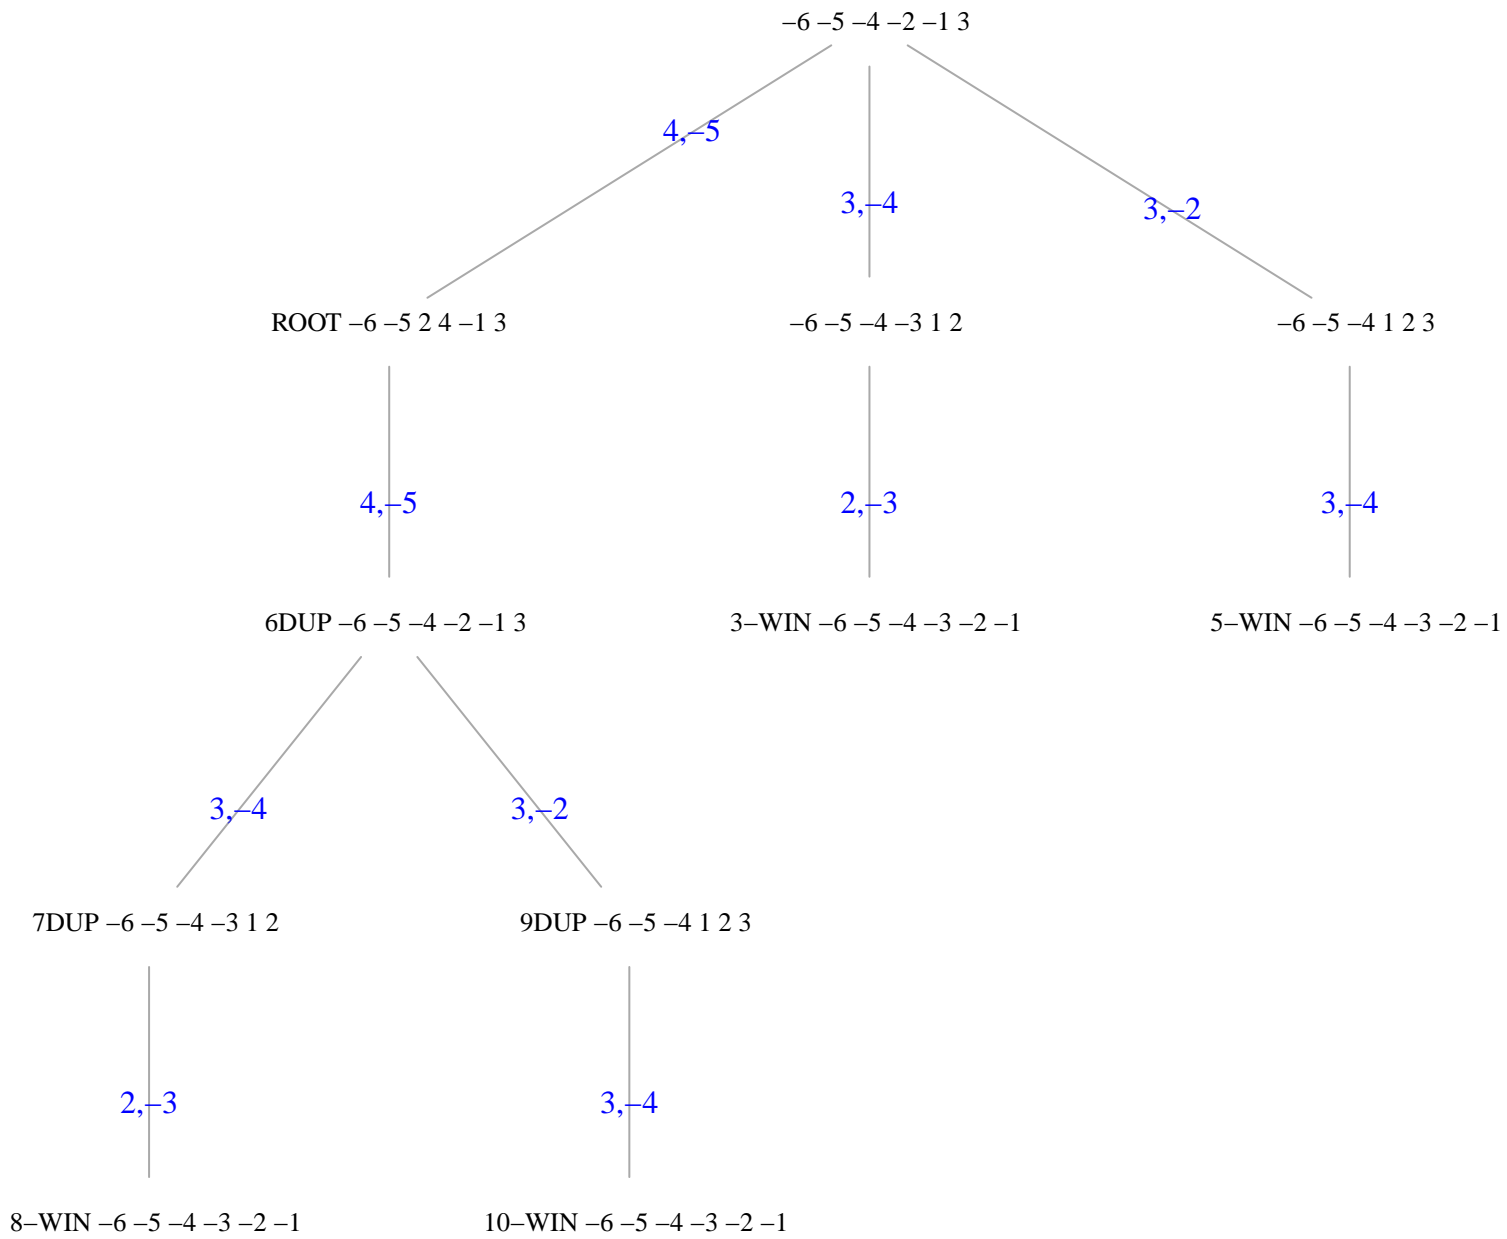 –6 –5 –4 –2 –1 3
4,–5
3,–4
3,–2
ROOT –6 –5 2 4 –1 3
–6 –5 –4 –3 1 2
–6 –5 –4 1 2 3
4,–5
2,–3
3,–4
6DUP –6 –5 –4 –2 –1 3
3–WIN –6 –5 –4 –3 –2 –1
5–WIN –6 –5 –4 –3 –2 –1
3,–4
3,–2
7DUP –6 –5 –4 –3 1 2
9DUP –6 –5 –4 1 2 3
2,–3
3,–4
8–WIN –6 –5 –4 –3 –2 –1
10–WIN –6 –5 –4 –3 –2 –1